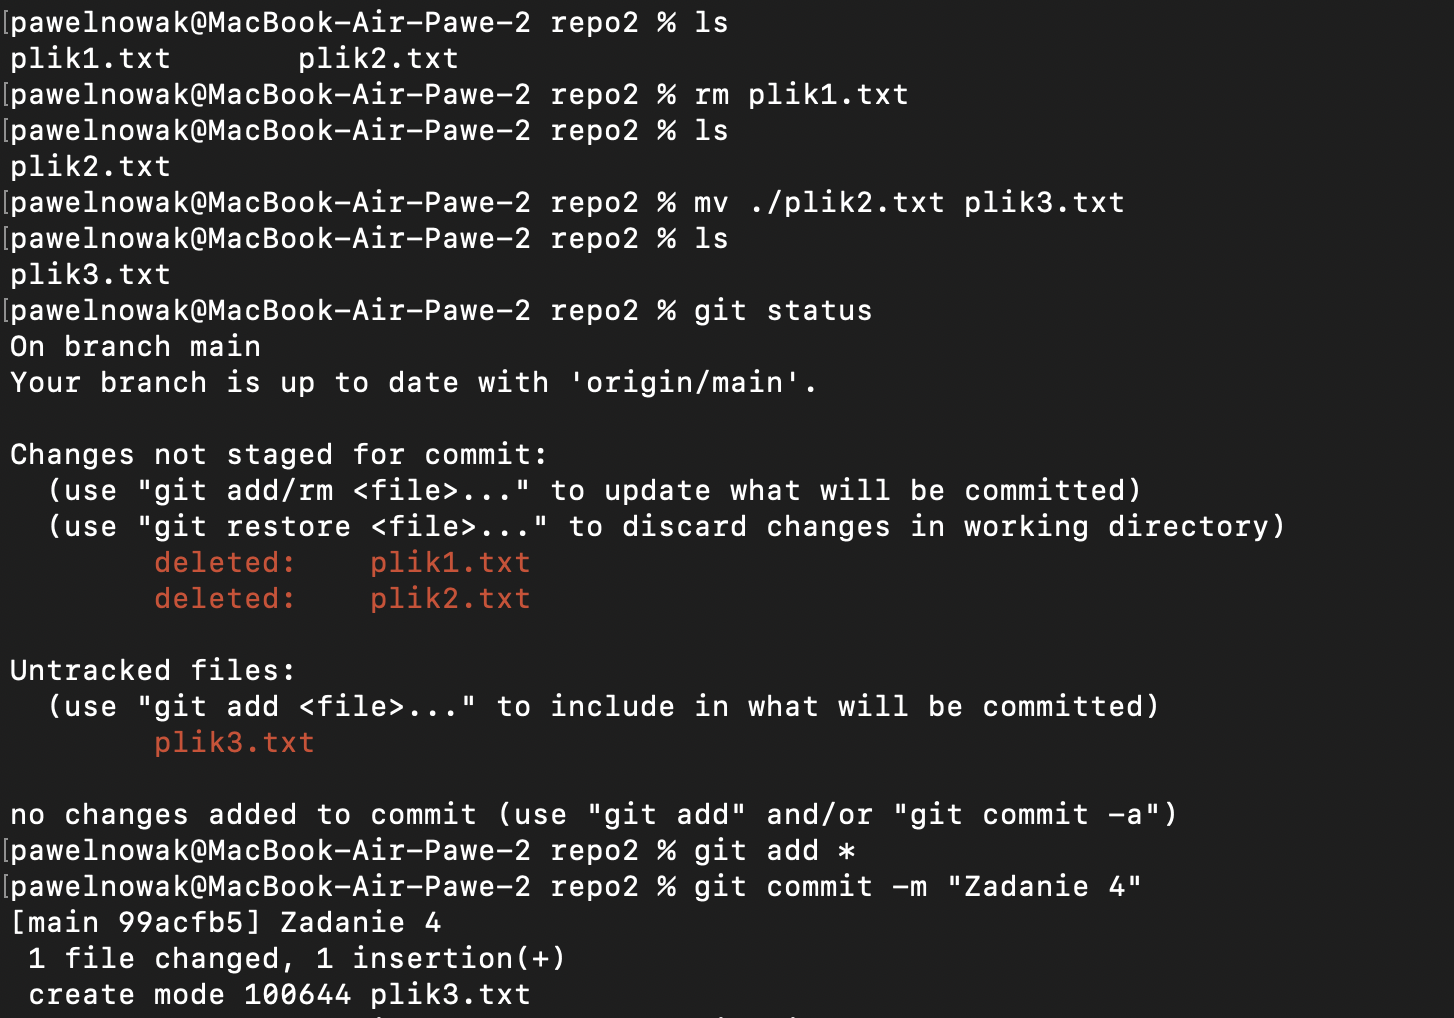 [pawelnowak@MacBook-Air-Pawe-2 repo2 % ls
plik1.txt       plik2.txt
[pawelnowak@MacBook-Air-Pawe-2 repo2 % rm plik1.txt
[pawelnowak@MacBook-Air-Pawe-2 repo2 % ls
plik2.txt
[pawelnowak@MacBook-Air-Pawe-2 repo2 % mv ./plik2.txt plik3.txt
[pawelnowak@MacBook-Air-Pawe-2 repo2 % ls
plik3.txt
[pawelnowak@MacBook-Air-Pawe-2 repo2 % git status
On branch main
Your branch is up to date with 'origin/main'.

Changes not staged for commit:
  (use "git add/rm <file>..." to update what will be committed)
  (use "git restore <file>..." to discard changes in working directory)
        deleted:    plik1.txt
        deleted:    plik2.txt

Untracked files:
  (use "git add <file>..." to include in what will be committed)
        plik3.txt

no changes added to commit (use "git add" and/or "git commit -a")
[pawelnowak@MacBook-Air-Pawe-2 repo2 % git add *
[pawelnowak@MacBook-Air-Pawe-2 repo2 % git commit -m "Zadanie 4"
[main 99acfb5] Zadanie 4
 1 file changed, 1 insertion(+)
 create mode 100644 plik3.txt